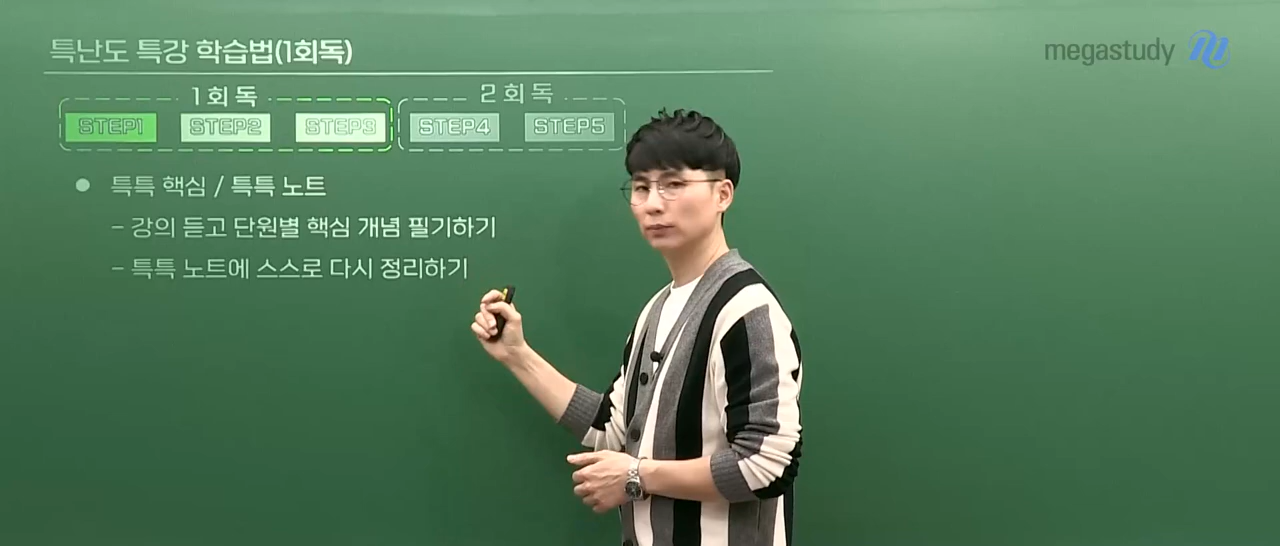 특난도 특강 학습법(1회독)
megastudy
1회독 2회독
STEP1 STEP2 STEP3 STEP4 STEP5
● 특특 핵심 / 특특 노트
– 강의 듣고 단원별 핵심 개념 필기하기
– 특특 노트에 스스로 다시 정리하기